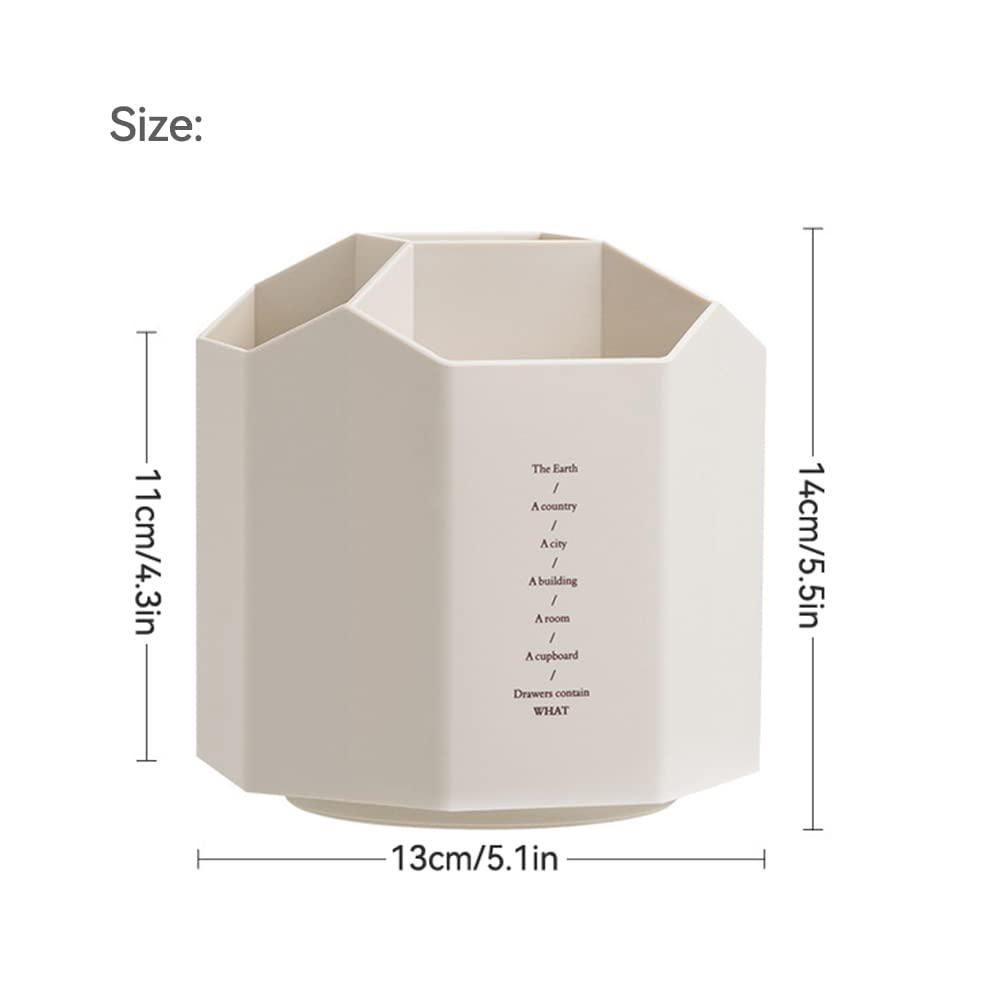 Size:
11cm/4.3in
14cm/5.5in
The Earth
/
A country
/
A city
/
A building
/
A room
/
A cupboard
/
Drawers contain
WHAT
13cm/5.1in